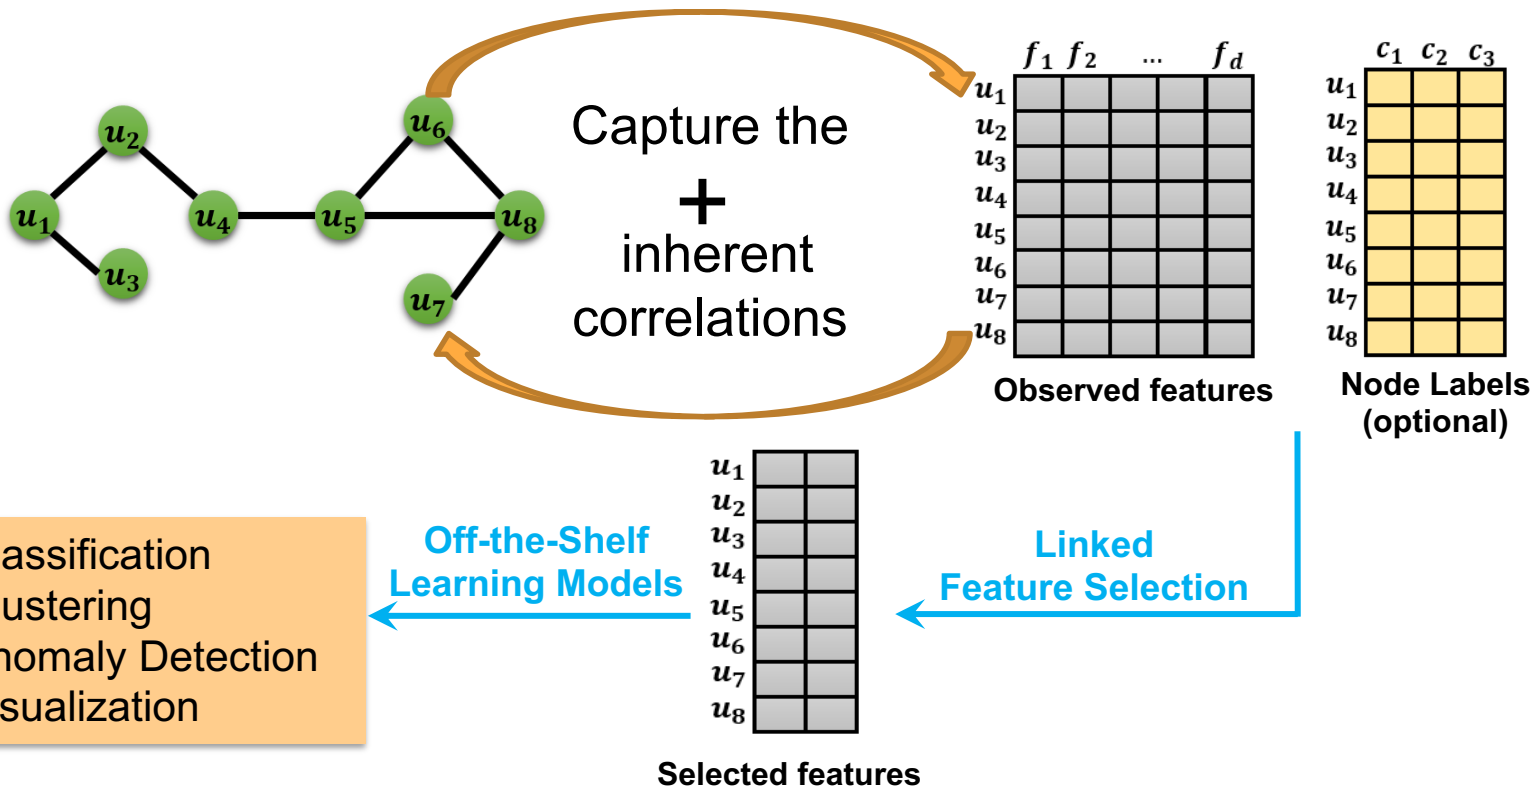 u2
u1
u3
u4
u5
u6
u8
u7
Capture the
+
inherent
correlations
f1 f2 ... fd
u1
u2
u3
u4
u5
u6
u7
u8
Observed features
c1 c2 c3
u1
u2
u3
u4
u5
u6
u7
u8
Node Labels
(optional)
Linked
Feature Selection
u1
u2
u3
u4
u5
u6
u7
u8
Selected features
Off-the-Shelf
Learning Models
assification
ustering
nomaly Detection
sualization